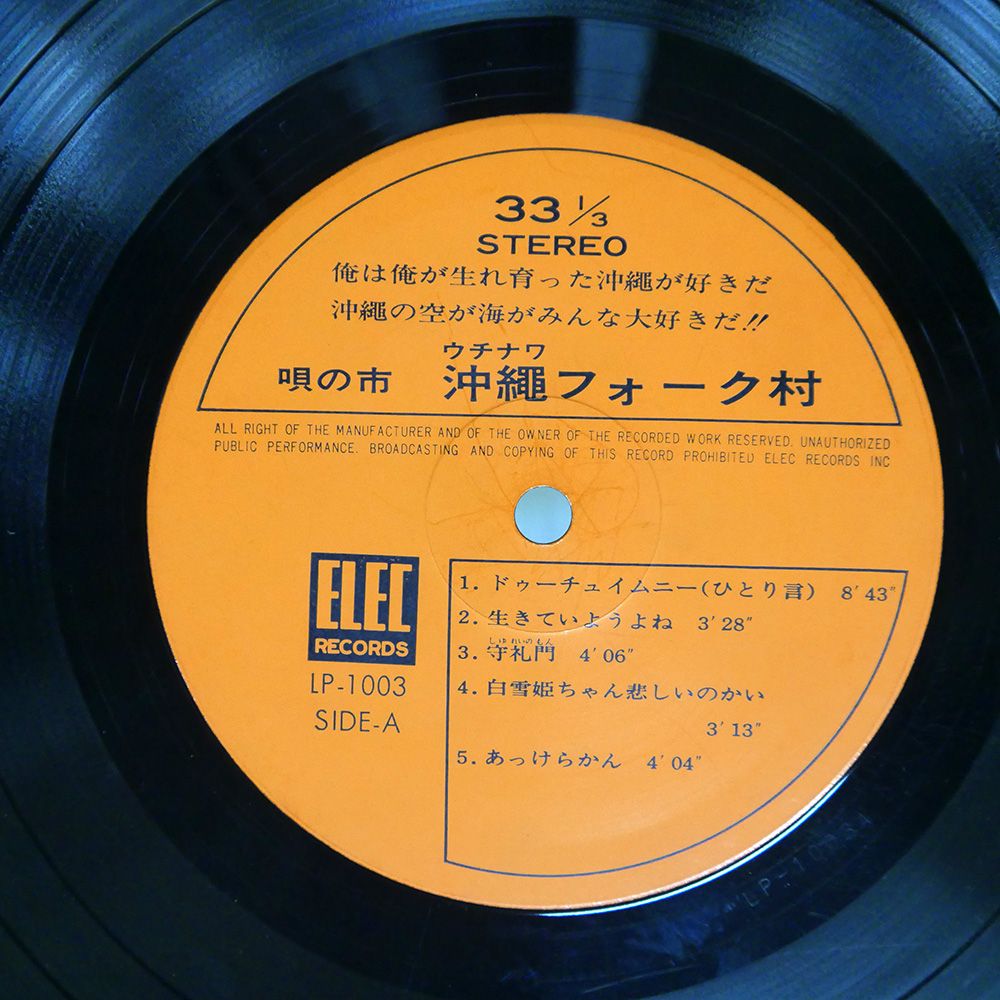 33 1/3
STEREO
俺は俺が生れ育った沖繩が好きだ
沖繩の空が海がみんな大好きだ!!
ウチナワ
唄の市 沖繩フォーク村
ALL RIGHT OF THE MANUFACTURER AND OF THE OWNER OF THE RECORDED WORK RESERVED. UNAUTHORIZED
PUBLIC PERFORMANCE. BROADCASTING AND COPYING OF THIS RECORD PROHIBITED ELEC RECORDS INC
ELEC
RECORDS
LP-1003
SIDE-A
1. ドゥーチュイムニー(ひとり言) 8′43″
2. 生きていようよね 3′28″
しゅれいのもん
3. 守礼門 4′06″
4. 白雪姫ちゃん悲しいのかい
3′13″
5. あっけらかん 4′04″